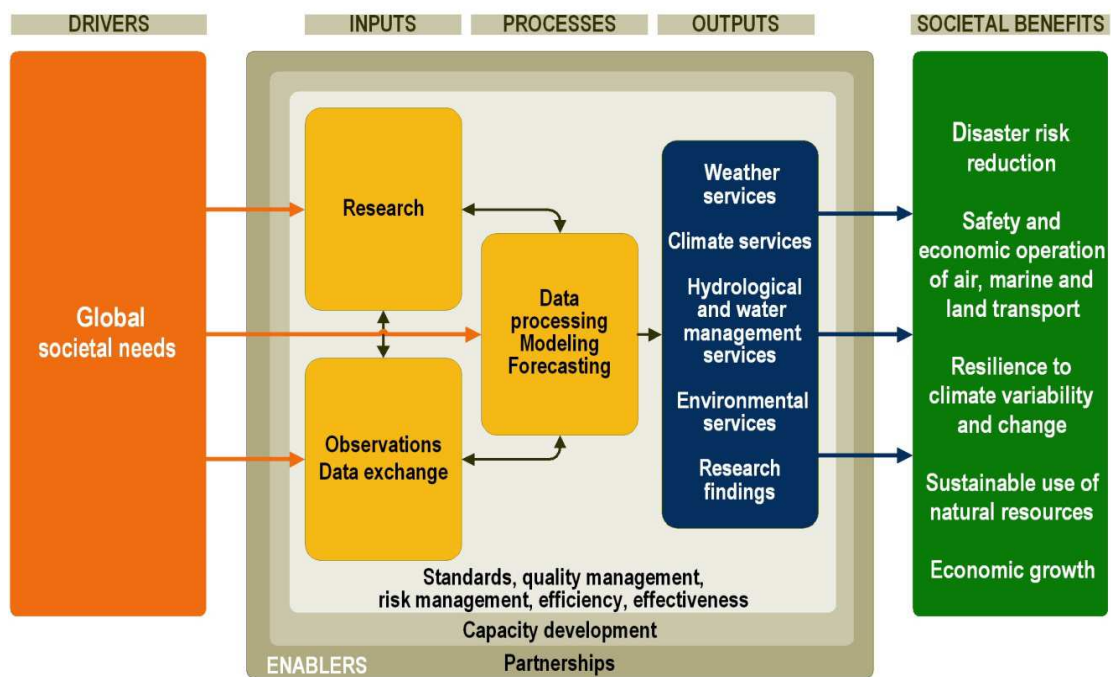 DRIVERS
INPUTS
PROCESSES
OUTPUTS
SOCIETAL BENEFITS
Global
societal needs
Research
Observations
Data exchange
Data
processing
Modeling
Forecasting
Weather
services
Climate services
Hydrological
and water
management
services
Environmental
services
Research
findings
Disaster risk
reduction
Safety and
economic operation
of air, marine and
land transport
Resilience to
climate variability
and change
Sustainable use of
natural resources
Economic growth
Standards, quality management,
risk management, efficiency, effectiveness
Capacity development
ENABLERS
Partnerships